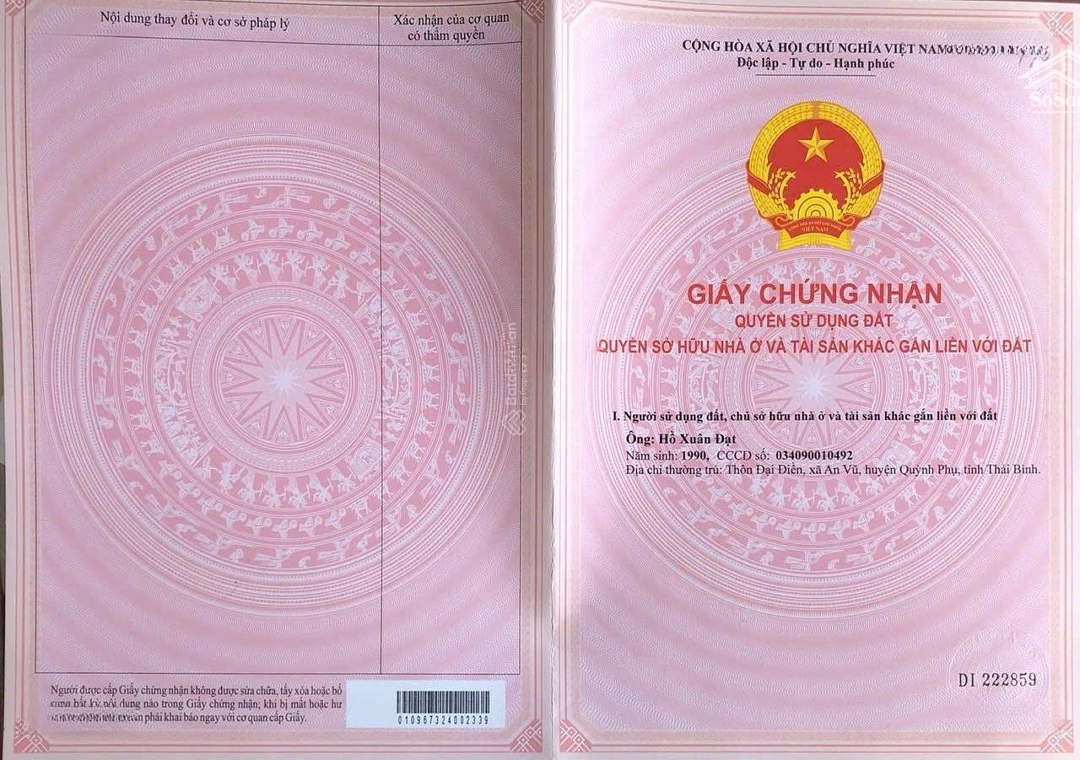 Nội dung thay đổi và cơ sở pháp lý
Xác nhận của cơ quan
có thẩm quyền
Người được cấp Giấy chứng nhận không được sửa chữa, tẩy xóa hoặc bổ
bất kỳ nội dung nào trong Giấy chứng nhận; khi bị mất hoặc hư
phải khai báo ngay với cơ quan cấp Giấy.
010967324002339
Batdongsan
CỘNG HÒA XÃ HỘI CHỦ NGHĨA VIỆT NAM
Độc lập - Tự do - Hạnh phúc
VIỆT NAM
GIẤY CHỨNG NHẬN
QUYỀN SỬ DỤNG ĐẤT
QUYỀN SỞ HỮU NHÀ Ở VÀ TÀI SẢN KHÁC GẮN LIỀN VỚI ĐẤT
I. Người sử dụng đất, chủ sở hữu nhà ở và tài sản khác gắn liền với đất
Ông: Hồ Xuân Đạt
Năm sinh: 1990, CCCD số: 034090010492
Địa chỉ thường trú: Thôn Đại Điền, xã An Vũ, huyện Quỳnh Phụ, tỉnh Thái Bình.
DI 222859